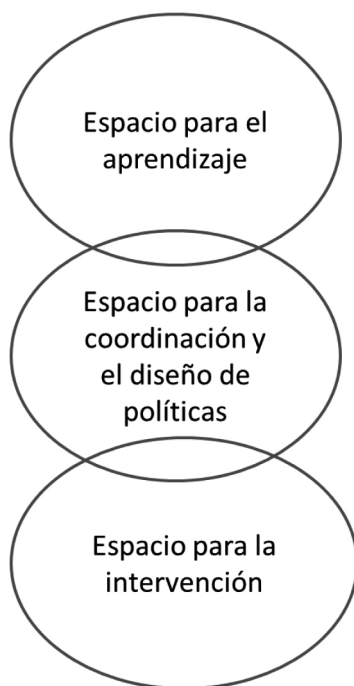 Espacio para el
aprendizaje
Espacio para la
coordinación y
el diseño de
políticas
Espacio para la
intervención